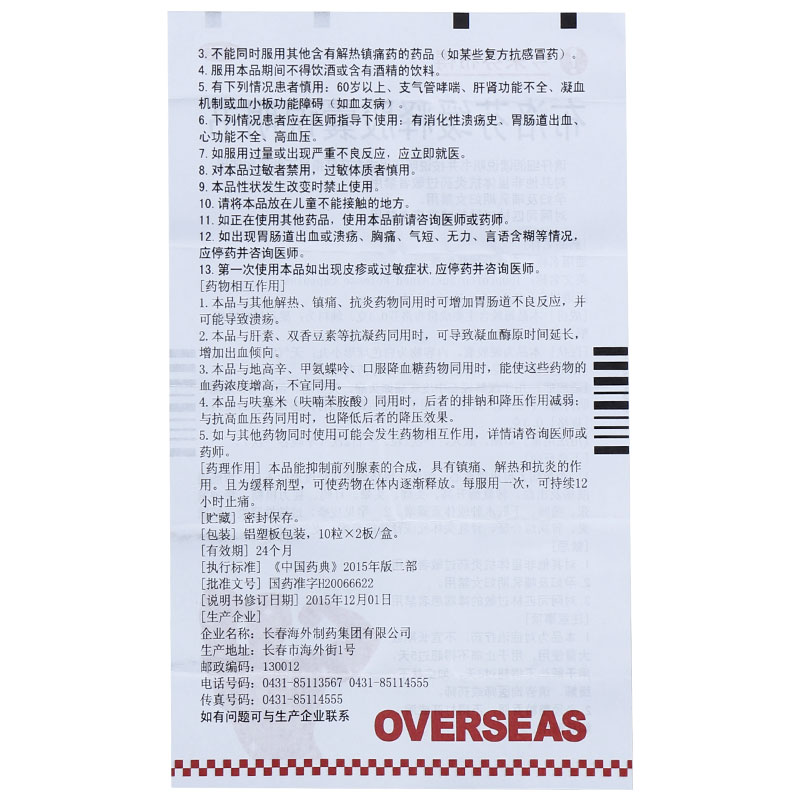 3. 不能同时服用其他含有解热镇痛药的药品（如某些复方抗感冒药）。
4. 服用本品期间不得饮酒或含有酒精的饮料。
5. 有下列情况患者慎用：60岁以上、支气管哮喘、肝肾功能不全、凝血
机制或血小板功能障碍（如血友病）。
6. 下列情况患者应在医师指导下使用：有消化性溃疡史、胃肠道出血、
心功能不全、高血压。
7. 如服用过量或出现严重不良反应，应立即就医。
8. 对本品过敏者禁用，过敏体质者慎用。
9. 本品性状发生改变时禁止使用。
10. 请将本品放在儿童不能接触的地方。
11. 如正在使用其他药品，使用本品前请咨询医师或药师。
12. 如出现胃肠道出血或溃疡、胸痛、气短、无力、言语含糊等情况，
应停药并咨询医师。
13. 第一次使用本品如出现皮疹或过敏症状,应停药并咨询医师。
[药物相互作用]
1. 本品与其他解热、镇痛、抗炎药物同用时可增加胃肠道不良反应，并
可能导致溃疡。
2. 本品与肝素、双香豆素等抗凝药同用时，可导致凝血酶原时间延长，
增加出血倾向。
3. 本品与地高辛、甲氨蝶呤、口服降血糖药物同用时，能使这些药物的
血药浓度增高，不宜同用。
4. 本品与呋塞米（呋喃苯胺酸）同用时，后者的排钠和降压作用减弱；
与抗高血压药同用时，也降低后者的降压效果。
5. 如与其他药物同时使用可能会发生药物相互作用，详情请咨询医师或
药师。
[药理作用] 本品能抑制前列腺素的合成，具有镇痛、解热和抗炎的作
用。且为缓释剂型，可使药物在体内逐渐释放。每服用一次，可持续12
小时止痛。
[贮藏] 密封保存。
[包装] 铝塑板包装，10粒×2板/盒。
[有效期] 24个月
[执行标准] 《中国药典》2015年版二部
[批准文号] 国药准字H20066622
[说明书修订日期] 2015年12月01日
[生产企业]
企业名称：长春海外制药集团有限公司
生产地址：长春市海外街1号
邮政编码：130012
电话号码：0431-85113567 0431-85114555
传真号码：0431-85114555
如有问题可与生产企业联系
OVERSEAS